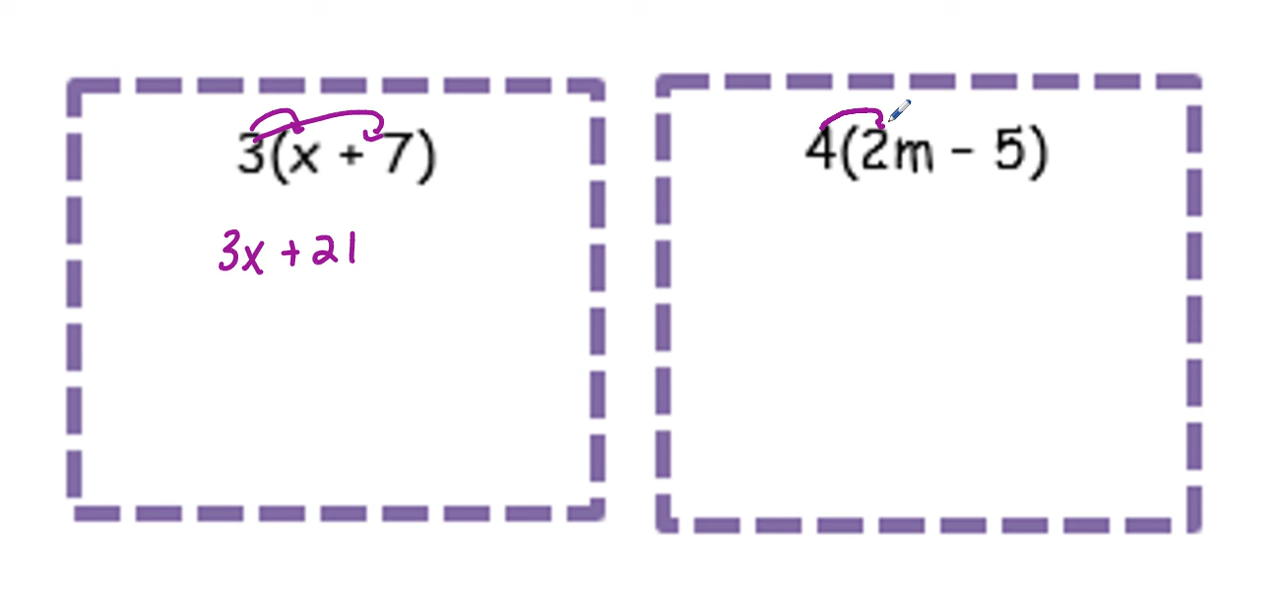 3(x + 7)
3x + 21
4(2m - 5)